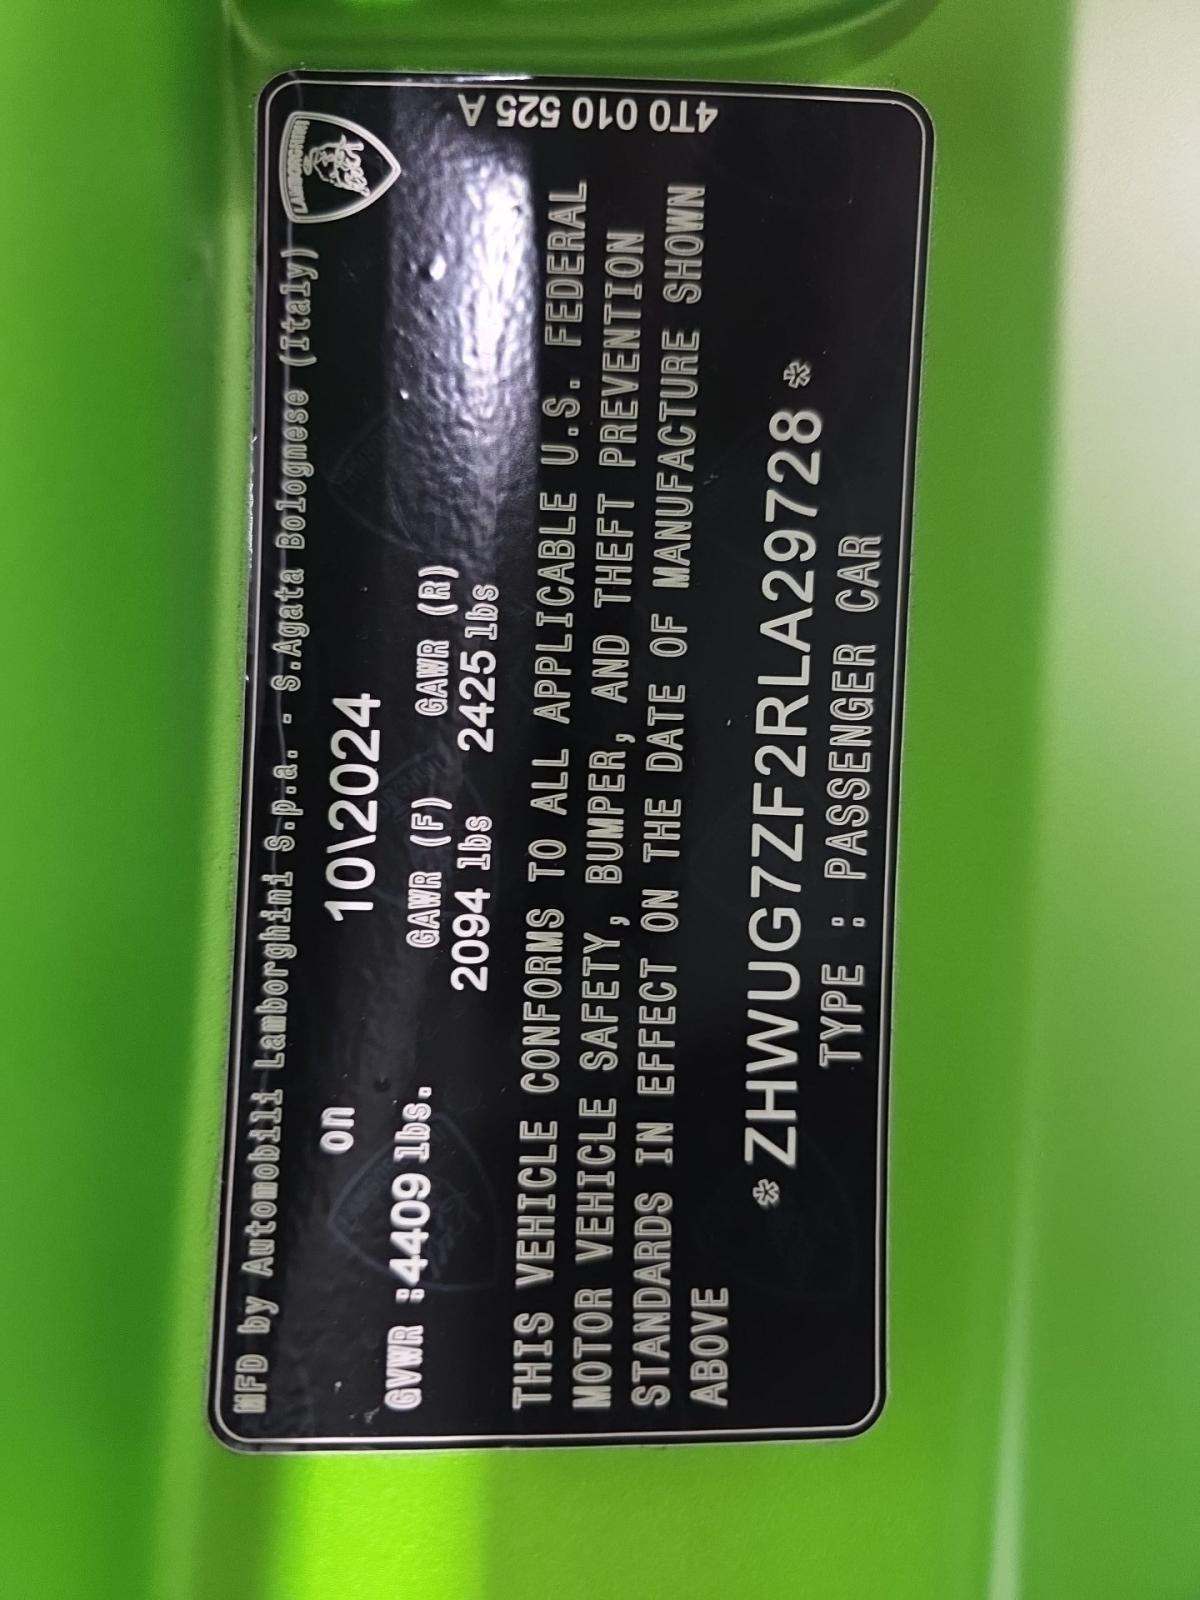 MFD by Automobili Lamborghini S.p.a. - S.Agata Bolognese (Italy)
LAMBORGHINI
on 10\2024
GVWR :4409 lbs. GAWR (F) GAWR (R)
2094 lbs 2425 lbs
THIS VEHICLE CONFORMS TO ALL APPLICABLE U.S. FEDERAL
MOTOR VEHICLE SAFETY, BUMPER, AND THEFT PREVENTION
STANDARDS IN EFFECT ON THE DATE OF MANUFACTURE SHOWN
ABOVE
* ZHWUG7ZF2RLA29728 *
TYPE : PASSENGER CAR
4T0 010 525 A